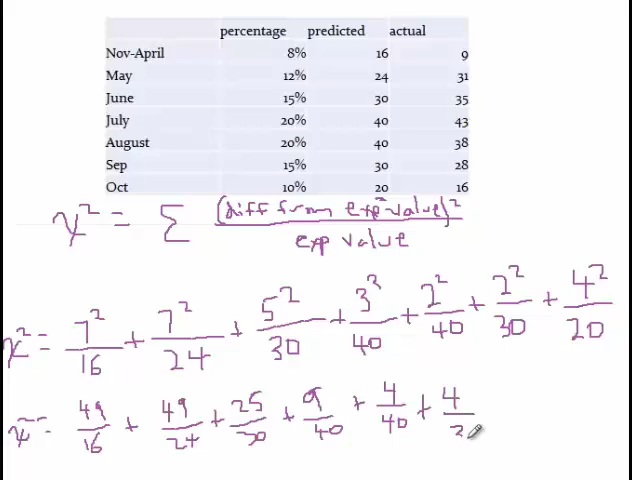 percentage predicted actual
Nov-April 8% 16 9
May 12% 24 31
June 15% 30 35
July 20% 40 43
August 20% 40 38
Sep 15% 30 28
Oct 10% 20 16
χ² = Σ (diff from exp value)² / exp value
χ² = 7²/16 + 7²/24 + 5²/30 + 3²/40 + 2²/40 + 2²/30 + 4²/20
χ² = 49/16 + 49/24 + 25/30 + 9/40 + 4/40 + 4/3